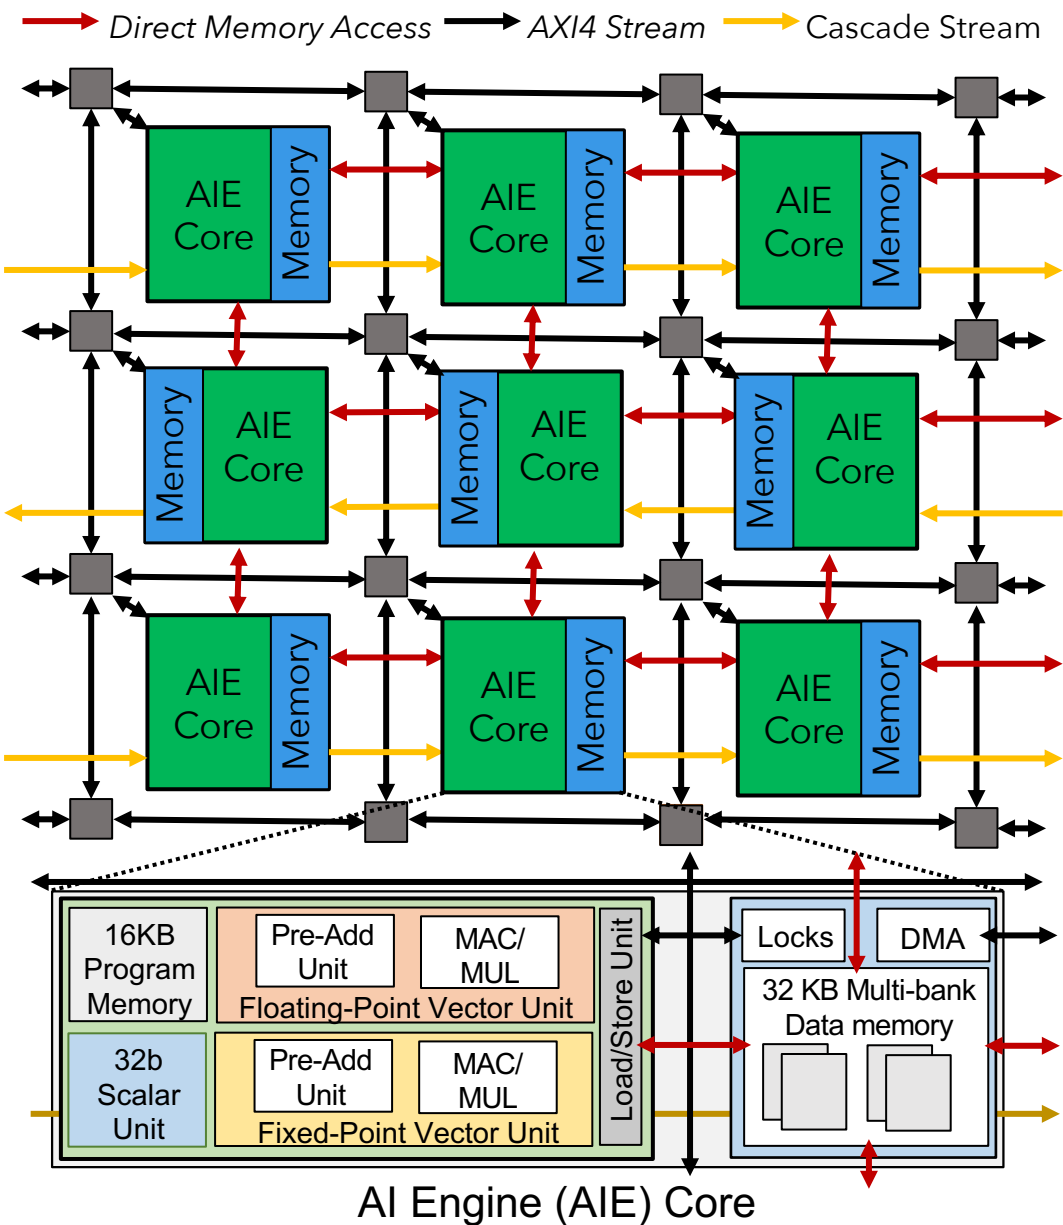 Direct Memory Access
AXI4 Stream
Cascade Stream
AIE
Core
Memory
AIE
Core
Memory
AIE
Core
Memory
Memory
AIE
Core
Memory
AIE
Core
Memory
AIE
Core
AIE
Core
Memory
AIE
Core
Memory
AIE
Core
Memory
16KB
Program
Memory
Pre-Add
Unit
MAC/
MUL
Floating-Point Vector Unit
32b
Scalar
Unit
Pre-Add
Unit
MAC/
MUL
Fixed-Point Vector Unit
Load/Store Unit
Locks
DMA
32 KB Multi-bank
Data memory
AI Engine (AIE) Core